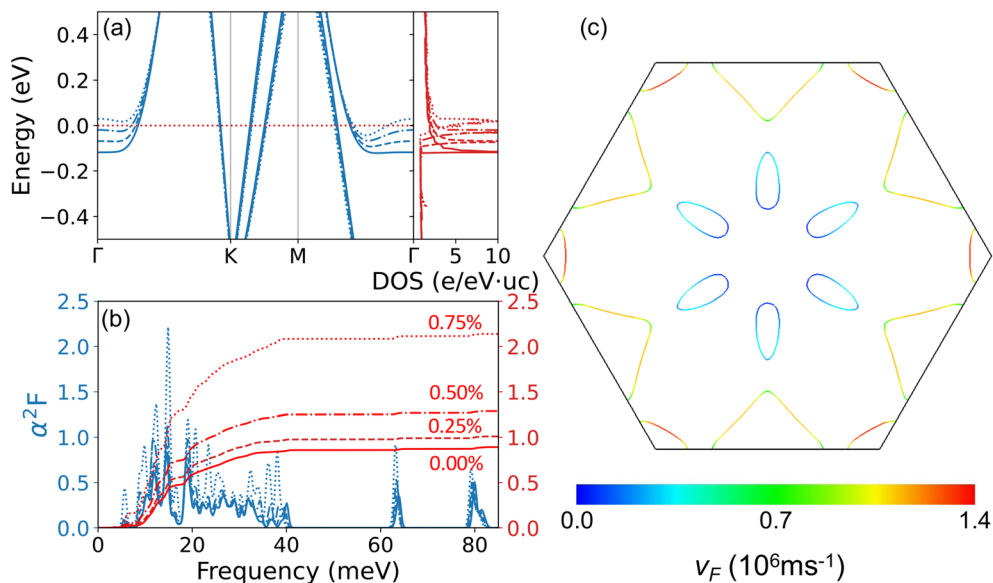 (a)
Energy (eV)
0.4
0.2
0.0
−0.2
−0.4
Γ
K
M
Γ
5
10
DOS (e/eV·uc)
(b)
α²F
2.5
2.0
1.5
1.0
0.5
0.0
0.75%
0.50%
0.25%
0.00%
2.5
2.0
1.5
1.0
0.5
0.0
0
20
40
60
80
Frequency (meV)
(c)
0.0
0.7
1.4
v_F (10⁶ms⁻¹)